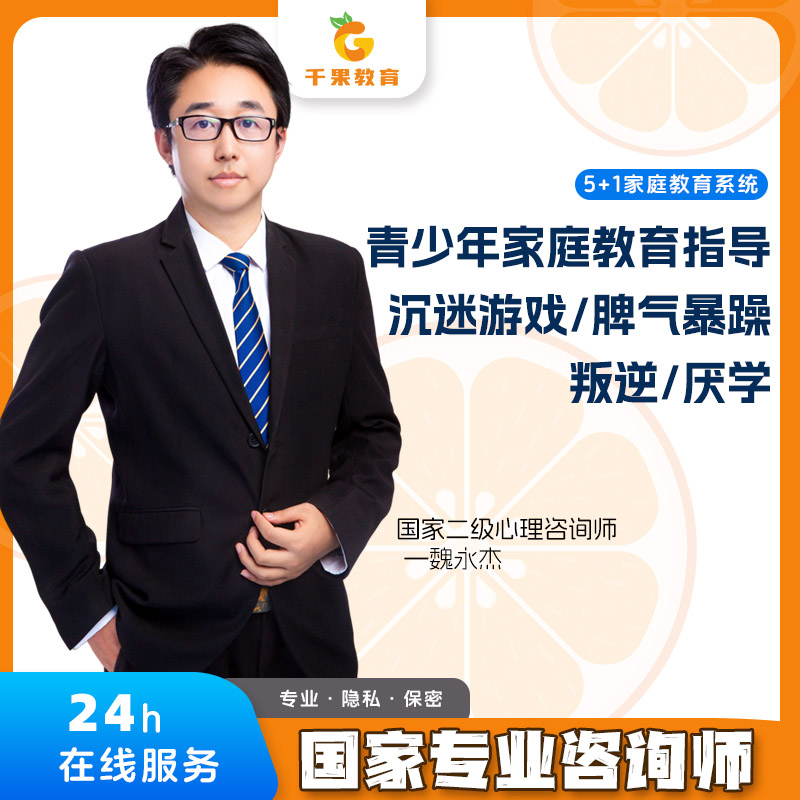 千果教育
5+1家庭教育系统
青少年家庭教育指导
沉迷游戏/脾气暴躁
叛逆/厌学
国家二级心理咨询师
—魏永杰
专业·隐私·保密
24h
在线服务
国家专业咨询师